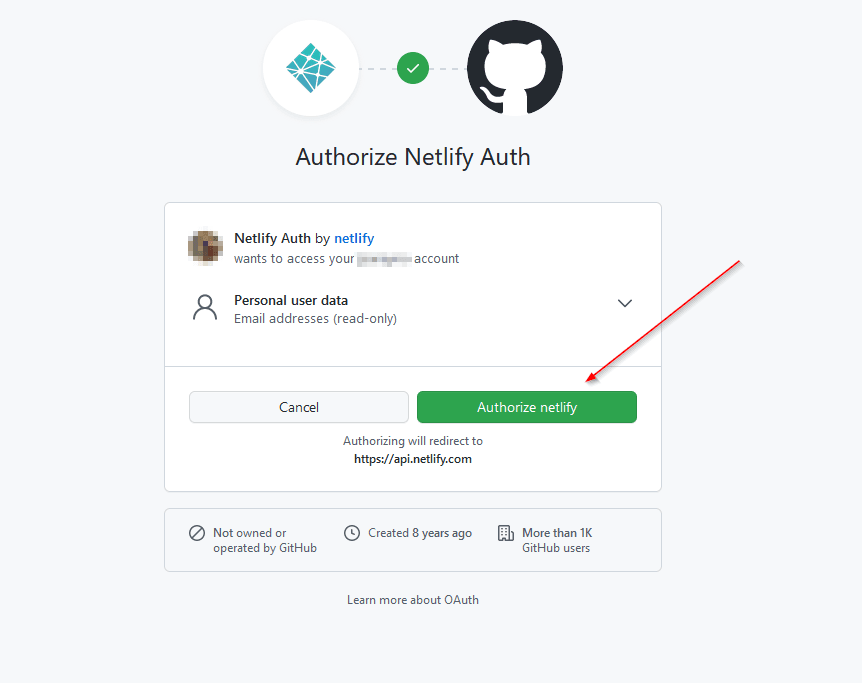 Authorize Netlify Auth
Netlify Auth by netlify
wants to access your account
Personal user data
Email addresses (read-only)
Cancel
Authorize netlify
Authorizing will redirect to
https://api.netlify.com
Not owned or
operated by GitHub
Created 8 years ago
More than 1K
GitHub users
Learn more about OAuth